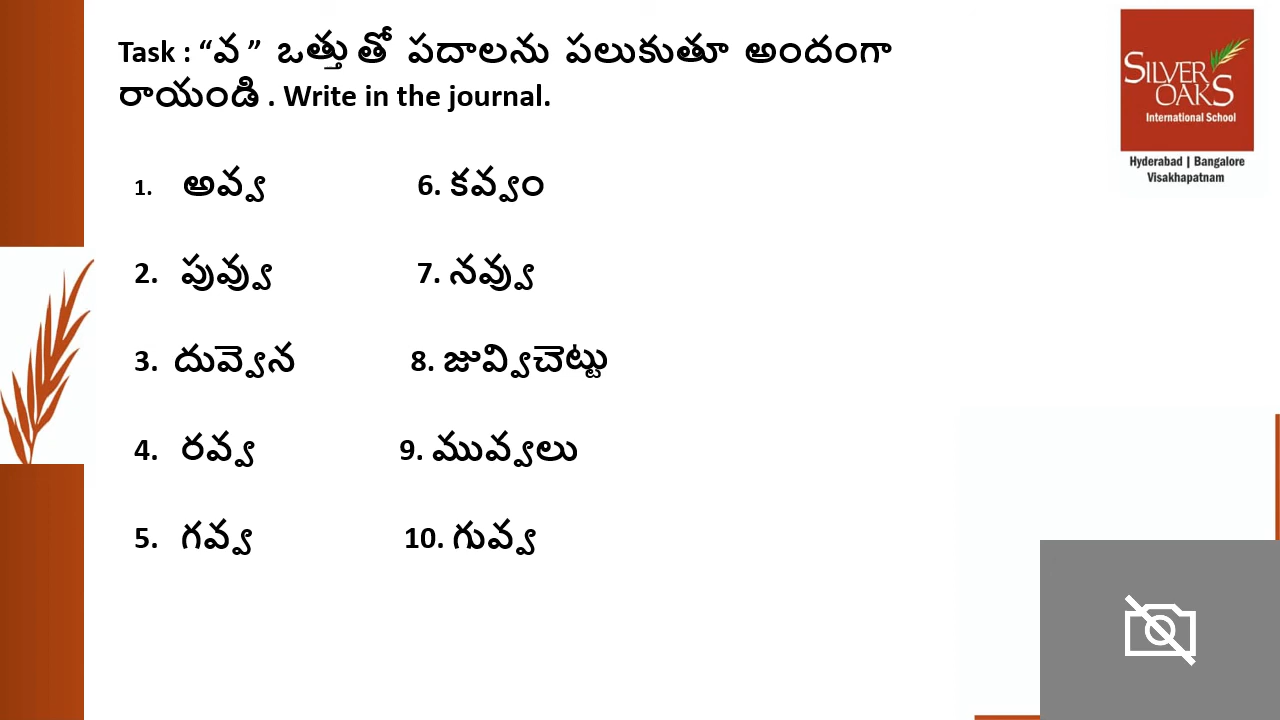 Task : “వ ” ఒత్తు తో పదాలను పలుకుతూ అందంగా
రాయండి . Write in the journal.
1. అవ్వ 6. కవ్వం
2. పువ్వు 7. నవ్వు
3. దువ్వెన 8. జువ్విచెట్టు
4. రవ్వ 9. మువ్వలు
5. గవ్వ 10. గువ్వ
SILVER
OAKS
International School
Hyderabad | Bangalore
Visakhapatnam